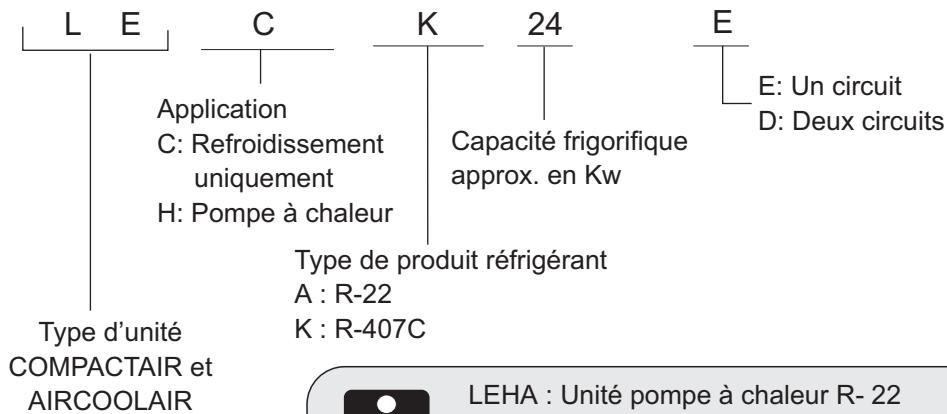 L E C K 24 E
E: Un circuit
D: Deux circuits
Application
C: Refroidissement
uniquement
H: Pompe à chaleur
Capacité frigorifique
approx. en Kw
Type de produit réfrigérant
A : R-22
K : R-407C
Type d’unité
COMPACTAIR et
AIRCOOLAIR
LEHA : Unité pompe à chaleur R- 22